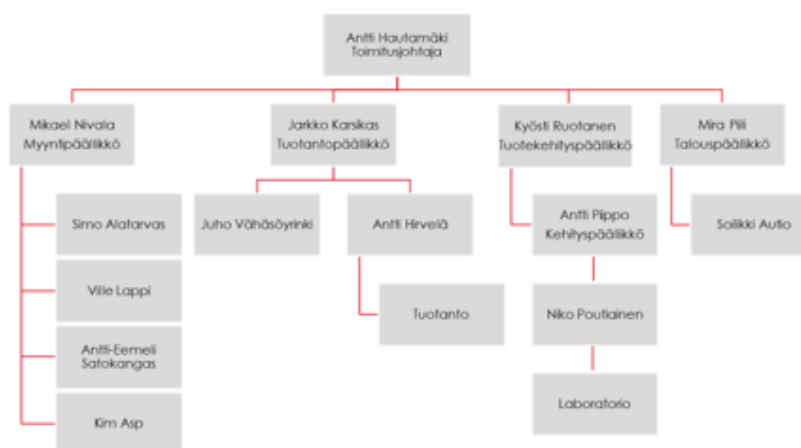 Antti Hautamäki
Toimitusjohtaja
Mikael Nivala
Myyntipäällikkö
Jarkko Karsikas
Tuotantopäällikkö
Kyösti Ruotanen
Tuotekehityspäällikkö
Mira Pili
Talouspäällikkö
Simo Alatarvas
Juho Vähäsöyrinki
Antti Hirvelä
Antti Piippo
Kehityspäällikkö
Soilikki Autio
Ville Lappi
Tuotanto
Niko Poutiainen
Antti-Eemeli
Satokangas
Laboratorio
Kim Asp